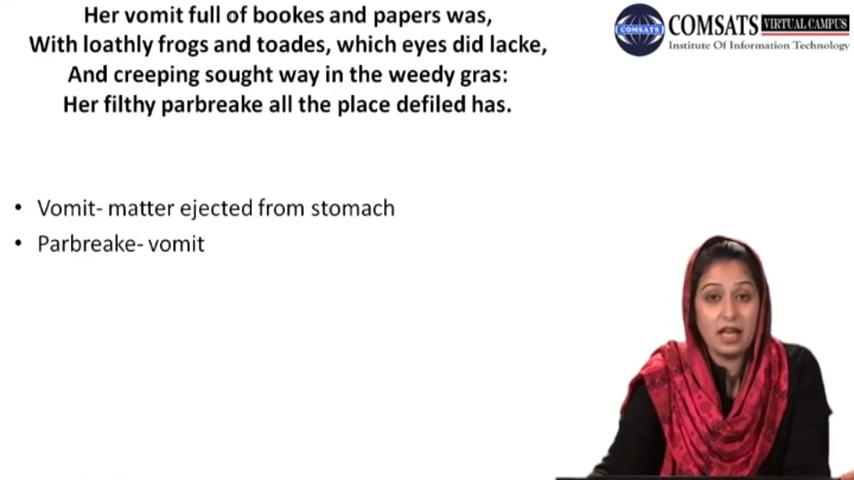 Her vomit full of bookes and papers was,
With loathly frogs and toades, which eyes did lacke,
And creeping sought way in the weedy gras:
Her filthy parbreake all the place defiled has.
COMSATS
COMSATS VIRTUAL CAMPUS
Institute Of Information Technology
• Vomit- matter ejected from stomach
• Parbreake- vomit